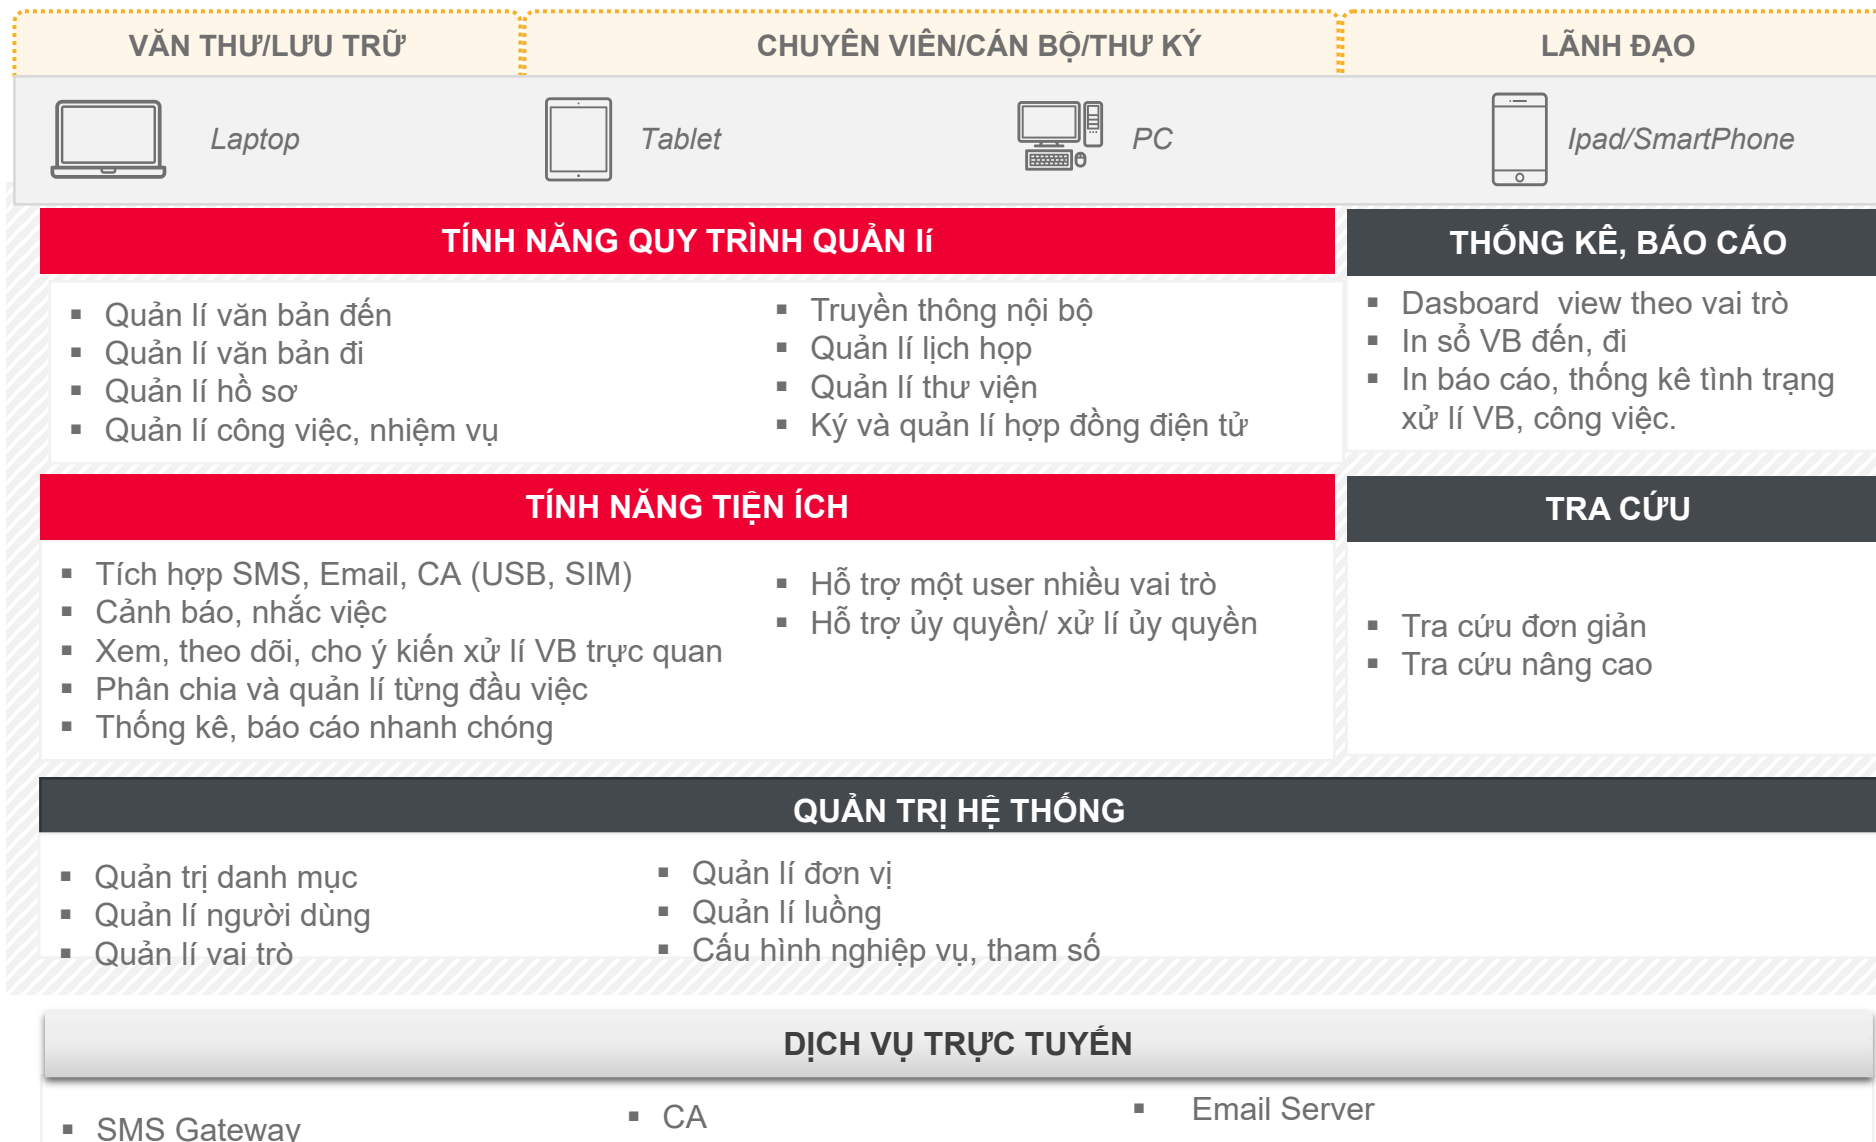 VĂN THƯ/LƯU TRỮ
CHUYÊN VIÊN/CÁN BỘ/THƯ KÝ
LÃNH ĐẠO
Laptop
Tablet
PC
Ipad/SmartPhone
TÍNH NĂNG QUY TRÌNH QUẢN lí
▪ Quản lí văn bản đến
▪ Quản lí văn bản đi
▪ Quản lí hồ sơ
▪ Quản lí công việc, nhiệm vụ
▪ Truyền thông nội bộ
▪ Quản lí lịch họp
▪ Quản lí thư viện
▪ Ký và quản lí hợp đồng điện tử
THỐNG KÊ, BÁO CÁO
▪ Dasboard  view theo vai trò
▪ In sổ VB đến, đi
▪ In báo cáo, thống kê tình trạng
xử lí VB, công việc.
TÍNH NĂNG TIỆN ÍCH
▪ Tích hợp SMS, Email, CA (USB, SIM)
▪ Cảnh báo, nhắc việc
▪ Xem, theo dõi, cho ý kiến xử lí VB trực quan
▪ Phân chia và quản lí từng đầu việc
▪ Thống kê, báo cáo nhanh chóng
▪ Hỗ trợ một user nhiều vai trò
▪ Hỗ trợ ủy quyền/ xử lí ủy quyền
TRA CỨU
▪ Tra cứu đơn giản
▪ Tra cứu nâng cao
QUẢN TRỊ HỆ THỐNG
▪ Quản trị danh mục
▪ Quản lí người dùng
▪ Quản lí vai trò
▪ Quản lí đơn vị
▪ Quản lí luồng
▪ Cấu hình nghiệp vụ, tham số
DỊCH VỤ TRỰC TUYẾN
▪ SMS Gateway
▪ CA
▪ Email Server